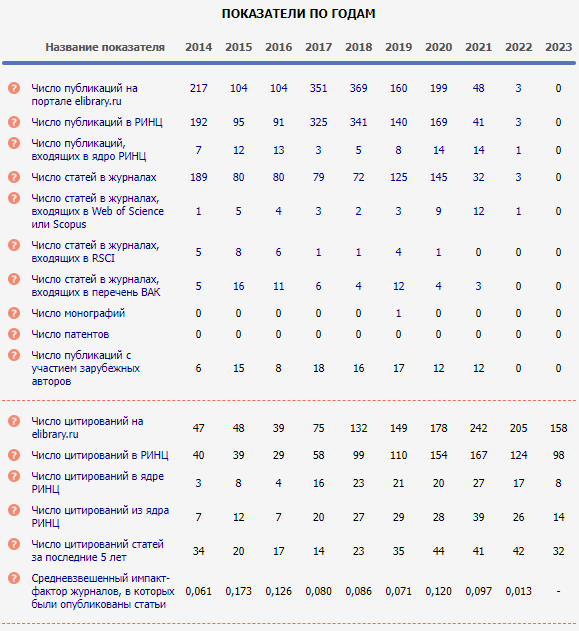 ПОКАЗАТЕЛИ ПО ГОДАМ
Название показателя 2014 2015 2016 2017 2018 2019 2020 2021 2022 2023
? Число публикаций на 217 104 104 351 369 160 199 48 3 0
портале elibrary.ru
? Число публикаций в РИНЦ 192 95 91 325 341 140 169 41 3 0
? Число публикаций, 7 12 13 3 5 8 14 14 1 0
входящих в ядро РИНЦ
? Число статей в журналах 189 80 80 79 72 125 145 32 3 0
? Число статей в журналах,
входящих в Web of Science 1 5 4 3 2 3 9 12 1 0
или Scopus
? Число статей в журналах, 5 8 6 1 1 4 1 0 0 0
входящих в RSCI
? Число статей в журналах, 5 16 11 6 4 12 4 3 0 0
входящих в перечень ВАК
? Число монографий 0 0 0 0 0 1 0 0 0 0
? Число патентов 0 0 0 0 0 0 0 0 0 0
? Число публикаций с
участием зарубежных 6 15 8 18 16 17 12 12 0 0
авторов
? Число цитирований на 47 48 39 75 132 149 178 242 205 158
elibrary.ru
? Число цитирований в РИНЦ 40 39 29 58 99 110 154 167 124 98
? Число цитирований в ядре 3 8 4 16 23 21 20 27 17 8
РИНЦ
? Число цитирований из ядра 7 12 7 20 27 29 28 39 26 14
РИНЦ
? Число цитирований статей 34 20 17 14 23 35 44 41 42 32
за последние 5 лет
? Средневзвешенный импакт-
фактор журналов, в которых 0,061 0,173 0,126 0,080 0,086 0,071 0,120 0,097 0,013 -
были опубликованы статьи